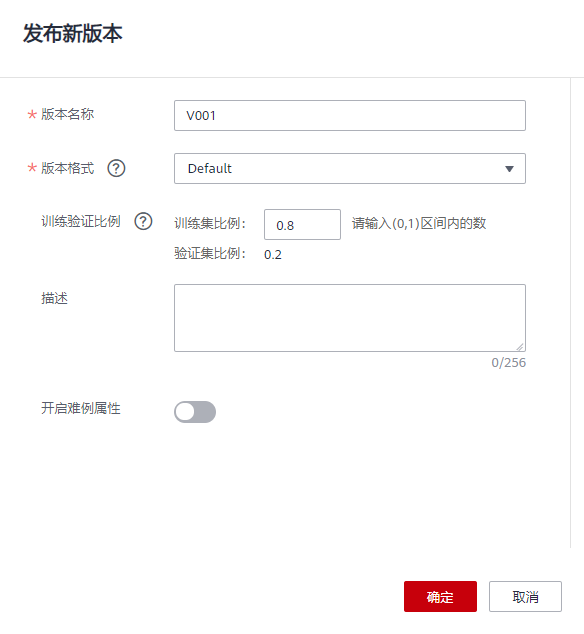 发布新版本
* 版本名称 V001
* 版本格式 ? Default
训练验证比例 ? 训练集比例： 0.8 请输入(0,1)区间内的数
验证集比例： 0.2
描述
0/256
开启难例属性
确定 取消